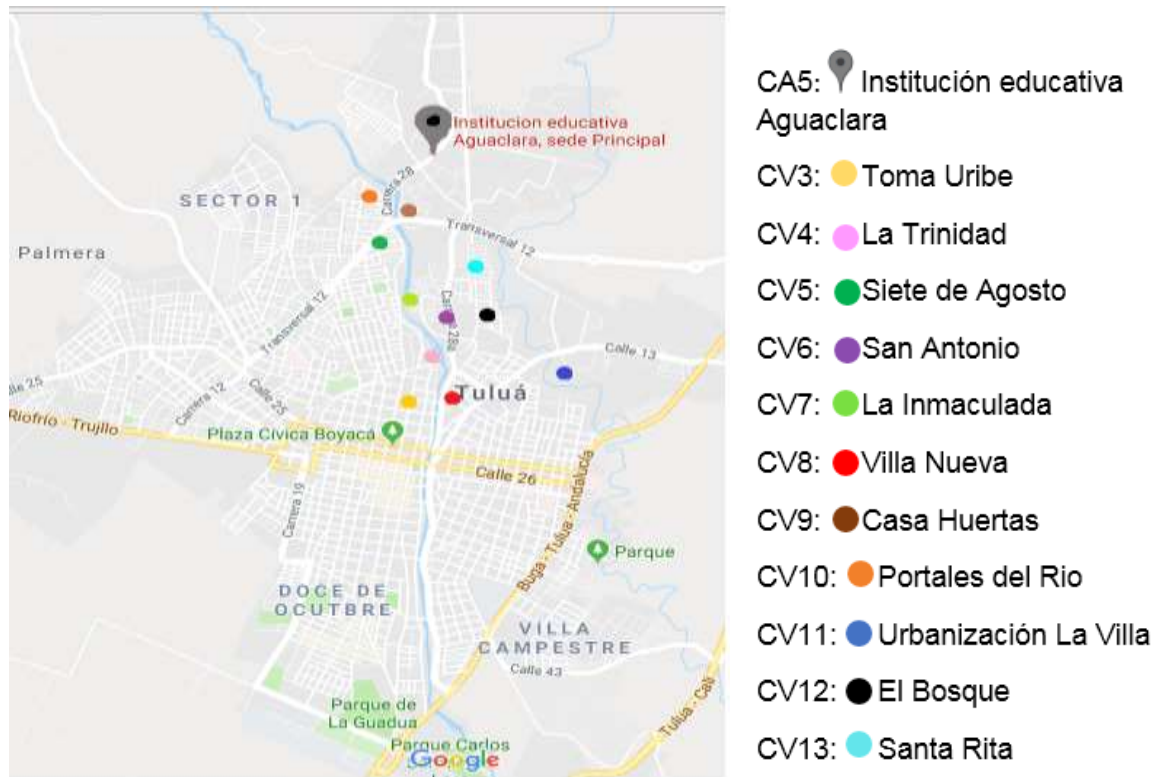 Institucion educativa
Aguaclara, sede Principal
Carrera 28
SECTOR 1
Transversal 12
Palmera
Transversal 12
28a
Calle 13
Calle 25
Carrera 12
Calle 25
Tuluá
Riofrío - Trujillo
Plaza Cívica Boyacá
Calle 26
Carrera 19
Buga - Tulua - Andalucía
Parque
DOCE DE
OCUTBRE
VILLA
CAMPESTRE
Calle 43
Parque de
La Guadua
Tulua - Cali
Parque Carlos
Google
CA5: Institución educativa
Aguaclara
CV3: Toma Uribe
CV4: La Trinidad
CV5: Siete de Agosto
CV6: San Antonio
CV7: La Inmaculada
CV8: Villa Nueva
CV9: Casa Huertas
CV10: Portales del Rio
CV11: Urbanización La Villa
CV12: El Bosque
CV13: Santa Rita